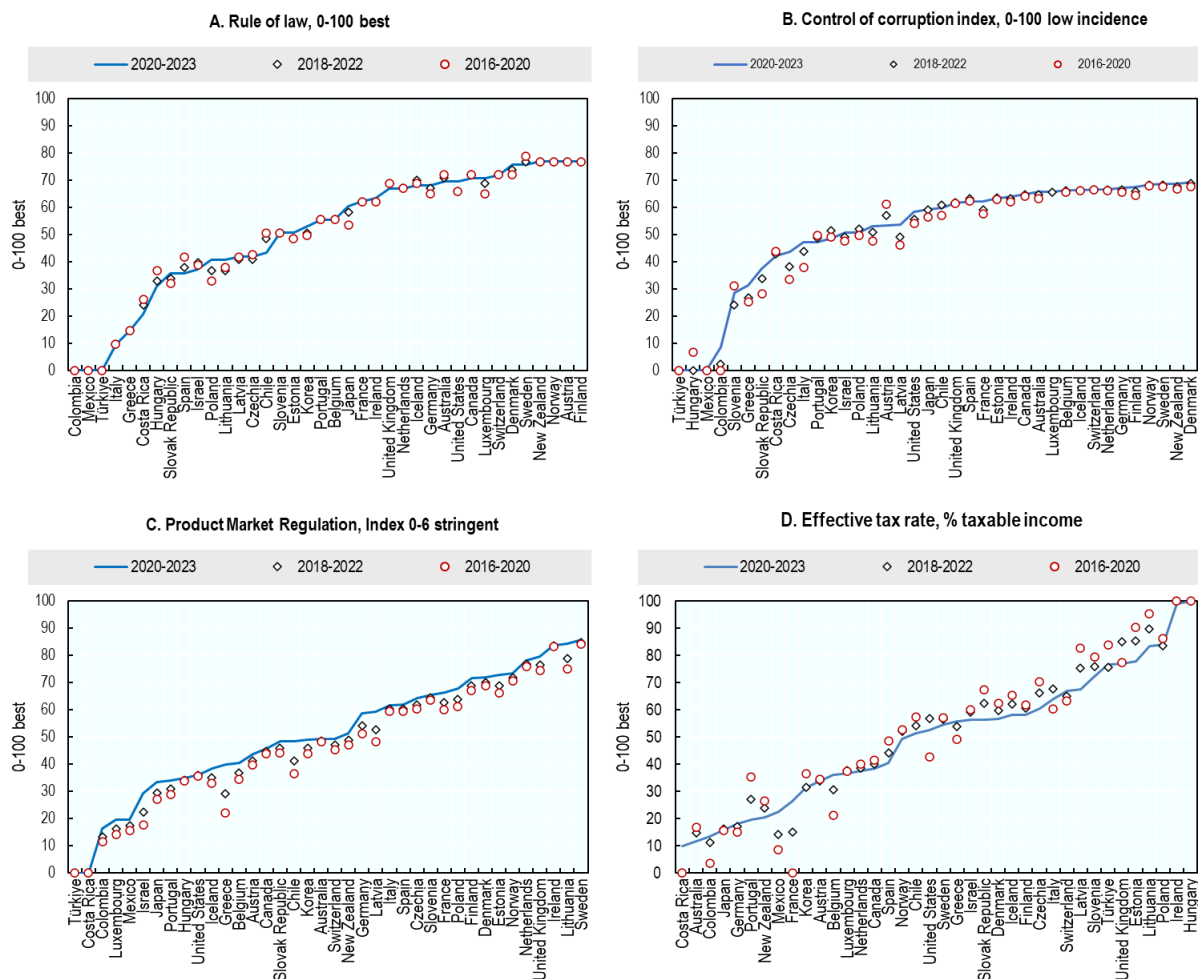 A. Rule of law, 0-100 best
2020-2023 2018-2022 2016-2020
0-100 best
100
90
80
70
60
50
40
30
20
10
0
Colombia
Mexico
Türkiye
Italy
Greece
Costa Rica
Hungary
Slovak Republic
Spain
Israel
Poland
Lithuania
Latvia
Czechia
Chile
Slovenia
Estonia
Korea
Portugal
Belgium
Japan
France
Ireland
United Kingdom
Netherlands
Iceland
Germany
Australia
United States
Canada
Luxembourg
Switzerland
Denmark
Sweden
New Zealand
Norway
Austria
Finland
B. Control of corruption index, 0-100 low incidence
2020-2023 2018-2022 2016-2020
0-100 best
100
90
80
70
60
50
40
30
20
10
0
Türkiye
Hungary
Mexico
Colombia
Slovenia
Greece
Slovak Republic
Costa Rica
Czechia
Italy
Portugal
Korea
Israel
Poland
Lithuania
Austria
Latvia
United States
Japan
Chile
United Kingdom
Spain
France
Estonia
Ireland
Canada
Australia
Luxembourg
Belgium
Iceland
Switzerland
Netherlands
Germany
Finland
Norway
Sweden
New Zealand
Denmark
C. Product Market Regulation, Index 0-6 stringent
2020-2023 2018-2022 2016-2020
0-100 best
100
90
80
70
60
50
40
30
20
10
0
Türkiye
Costa Rica
Colombia
Luxembourg
Mexico
Israel
Japan
Portugal
Hungary
United States
Iceland
Greece
Belgium
Austria
Canada
Slovak Republic
Chile
Korea
Australia
Switzerland
New Zealand
Germany
Latvia
Italy
Spain
Slovenia
France
Poland
Finland
Denmark
Estonia
Norway
Netherlands
United Kingdom
Ireland
Lithuania
Sweden
D. Effective tax rate, % taxable income
2020-2023 2018-2022 2016-2020
0-100 best
100
90
80
70
60
50
40
30
20
10
0
Costa Rica
Australia
Colombia
Japan
Germany
Portugal
New Zealand
Mexico
France
Korea
Austria
Belgium
Luxembourg
Netherlands
Canada
Spain
Norway
Chile
United States
Sweden
Greece
Israel
Slovak Republic
Denmark
Iceland
Finland
Czechia
Italy
Switzerland
Latvia
Slovenia
Türkiye
United Kingdom
Estonia
Lithuania
Poland
Ireland
Hungary